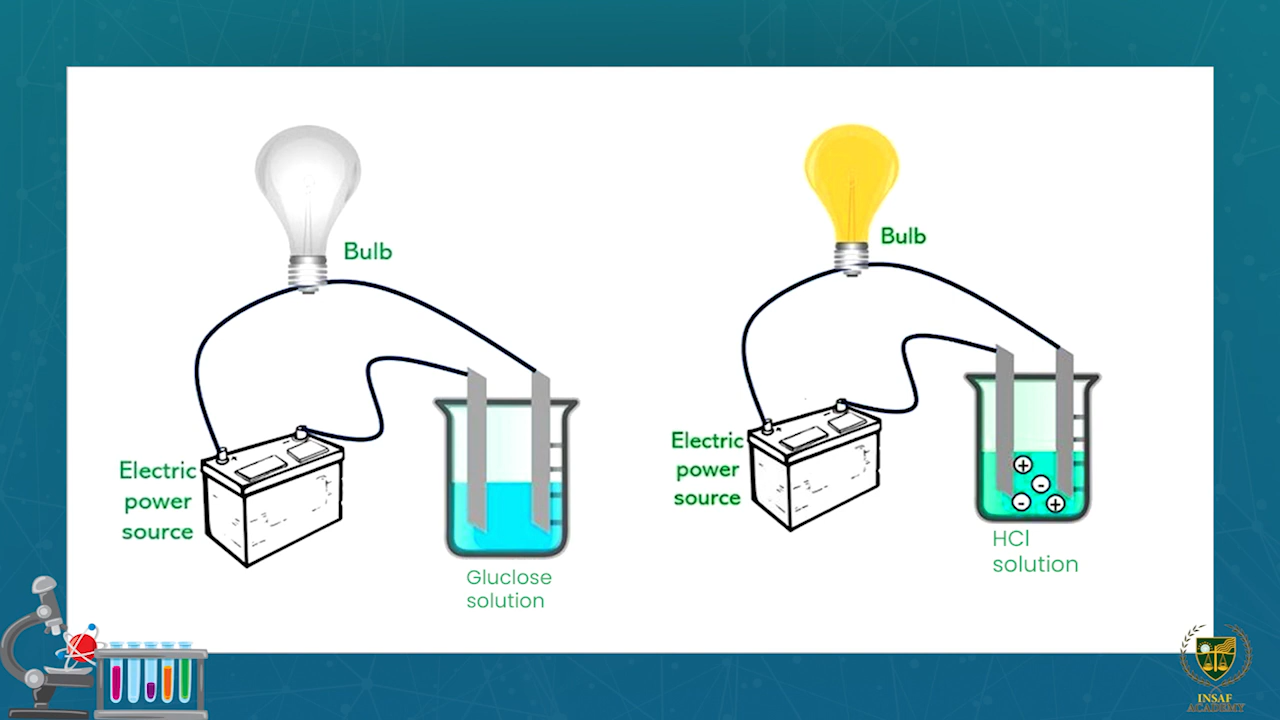 Bulb
Electric
power
source
Gluclose
solution
Bulb
Electric
power
source
HCl
solution
+
-
-
+
INSAF
ACADEMY